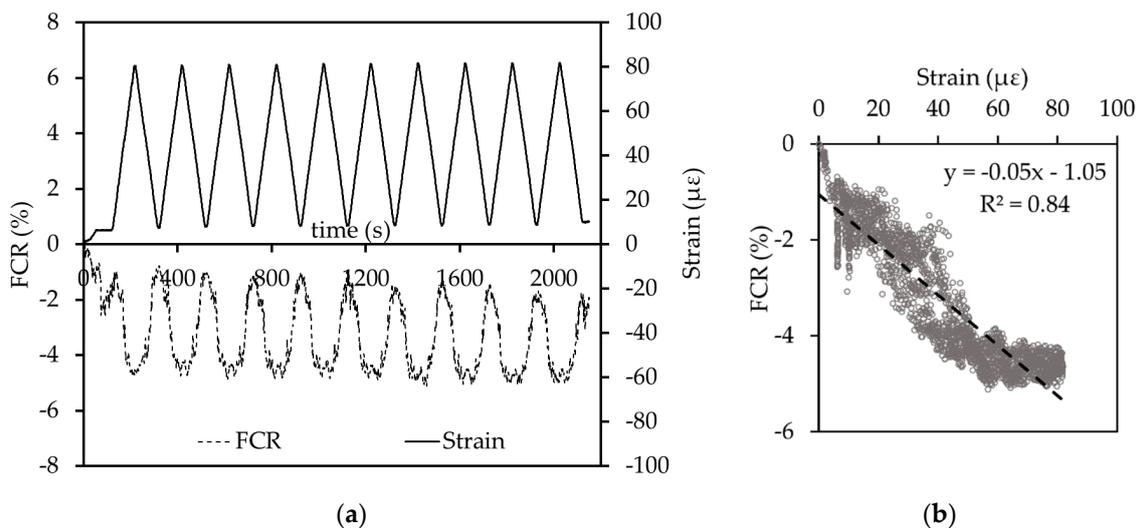 8
6
4
2
0
-2
-4
-6
-8
FCR (%)
0
400
800
1200
1600
2000
time (s)
100
80
60
40
20
0
-20
-40
-60
-80
-100
Strain (µε)
FCR
Strain
(a)
Strain (µε)
0 20 40 60 80 100
0
-2
-4
-6
FCR (%)
y = -0.05x - 1.05
R² = 0.84
(b)